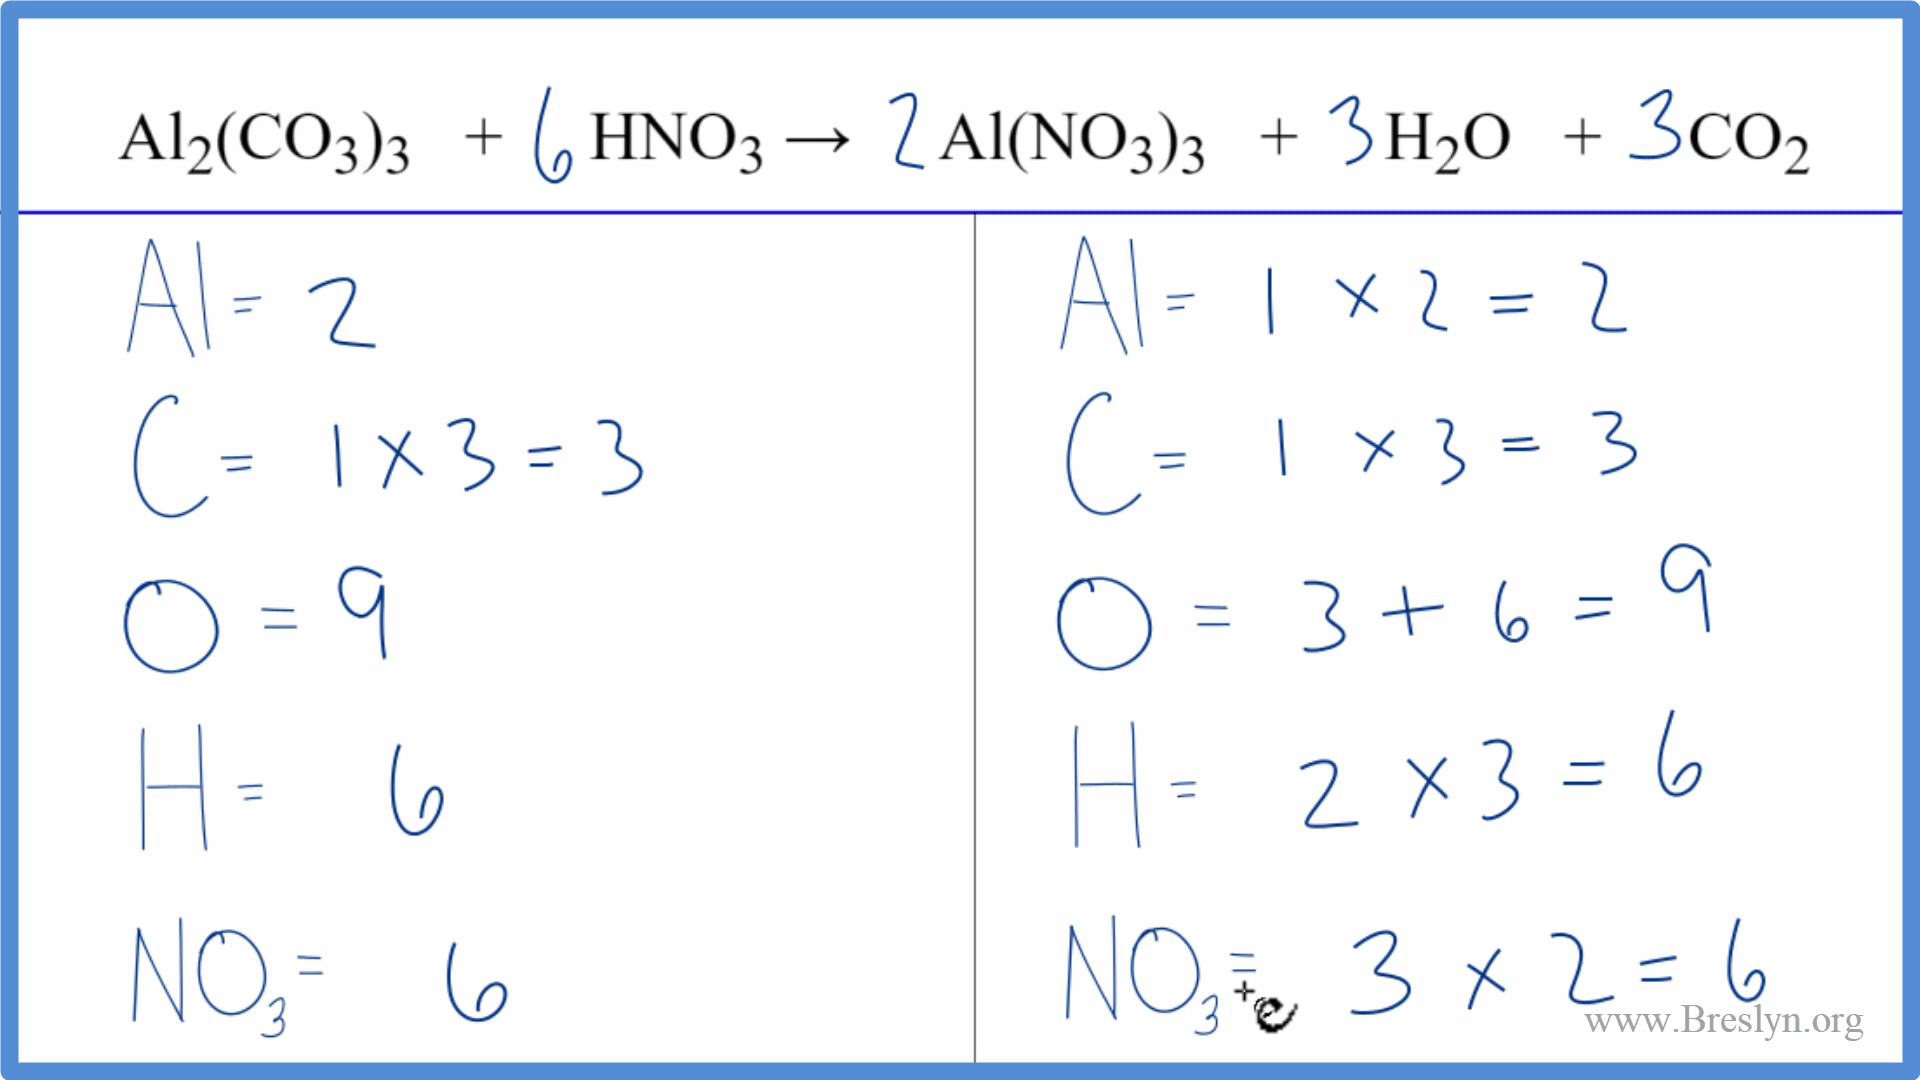 Al₂(CO₃)₃ + 6 HNO₃ → 2 Al(NO₃)₃ + 3 H₂O + 3 CO₂
Al = 2
C = 1 × 3 = 3
O = 9
H = 6
NO₃ = 6
Al = 1 × 2 = 2
C = 1 × 3 = 3
O = 3 + 6 = 9
H = 2 × 3 = 6
NO₃ = 3 × 2 = 6
www.Breslyn.org